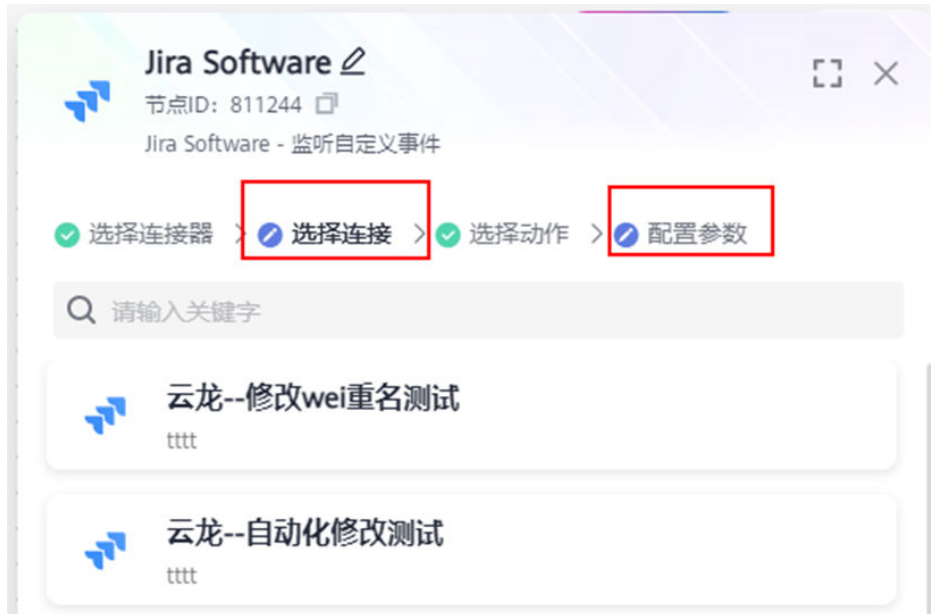 Jira Software
节点ID: 811244
Jira Software - 监听自定义事件
选择连接器 > 选择连接 > 选择动作 > 配置参数
请输入关键字
云龙--修改wei重名测试
tttt
云龙--自动化修改测试
tttt